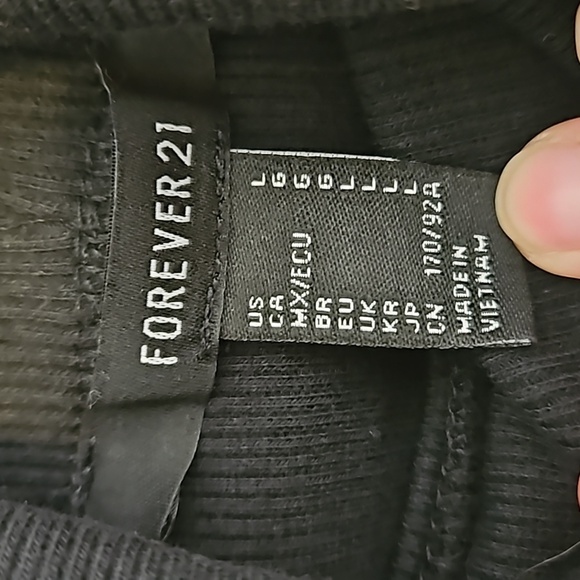 FOREVER 21
US L
CA G
MX/ECU G
BR G
EU L
UK L
KR L
JP L
CN 170/92A
MADE IN
VIETNAM